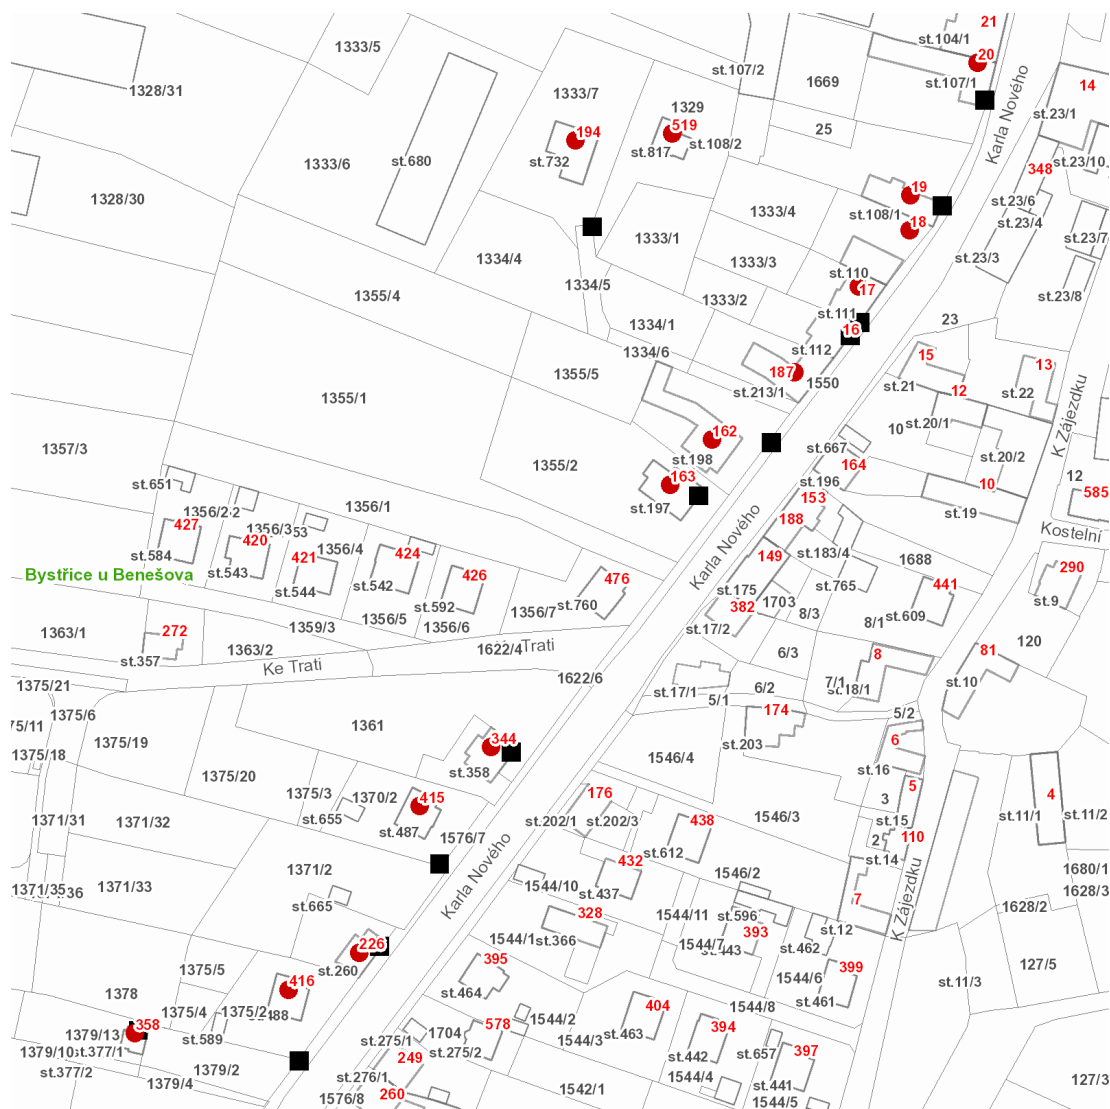 21
st.104/1
1333/5
20
st.107/2
1669
st.107/1
14
1328/31
1333/7
1329
st.23/1
Karla Nového
194
519
25
st.108/2
st.732
st.817
st.680
1333/6
st.23/10
348
1328/30
19
st.23/6
1333/4
st.108/1
18
st.23/4
1333/1
st.23/7
1334/4
1333/3
st.23/3
st.110
1334/5
17
1355/4
1333/2
st.23/8
st.111
23
1334/1
16
1334/6
st.112
15
13
1355/5
187
1550
st.21
12
st.22
1355/1
st.213/1
K Zájezdku
st.20/1
10
162
1357/3
st.667
st.198
st.20/2
1355/2
164
163
12
st.651
st.196
10
585
153
1356/1
st.197
st.19
1356/2
188
427
1356/3
Kostelní
420
1356/4
Karla Nového
424
st.183/4
st.584
421
149
1688
290
Bystřice u Benešova
st.543
426
476
441
st.542
st.544
st.175
st.765
st.9
st.592
st.760
382
1703
1356/7
8/3
st.609
1356/5
st.17/2
8/1
1363/1
272
1359/3
1356/6
120
1363/2
1622/4
Trati
6/3
8
81
st.357
Ke Trati
1622/6
st.10
1375/21
7/1
6/2
st.17/1
5/1
st.18/1
1375/6
174
5/2
1361
1375/19
344
6
st.203
1375/18
1546/4
st.358
st.16
1375/20
5
1375/3
1370/2
176
4
415
3
st.655
st.202/1
st.202/3
1546/3
st.11/1
st.11/2
1371/31
1371/32
438
st.15
st.487
1576/7
110
2
st.612
432
st.14
1371/2
1546/2
1680/1
1371/33
1544/10
st.437
1628/3
Karla Nového
7
st.665
1628/2
328
1544/11
st.596
K Zájezdku
393
st.12
1544/1
st.366
1544/7
226
st.462
395
127/5
399
1375/5
st.260
416
1544/6
st.11/3
st.464
1378
st.461
404
1544/8
1375/4
1375/2
358
578
1544/2
394
1379/13
1704
st.463
st.589
st.275/1
1544/3
397
1379/10
st.377/1
249
st.275/2
st.442
st.657
st.377/2
1379/2
st.276/1
1544/4
127/3
1379/4
st.441
260
1542/1
1576/8
1544/5